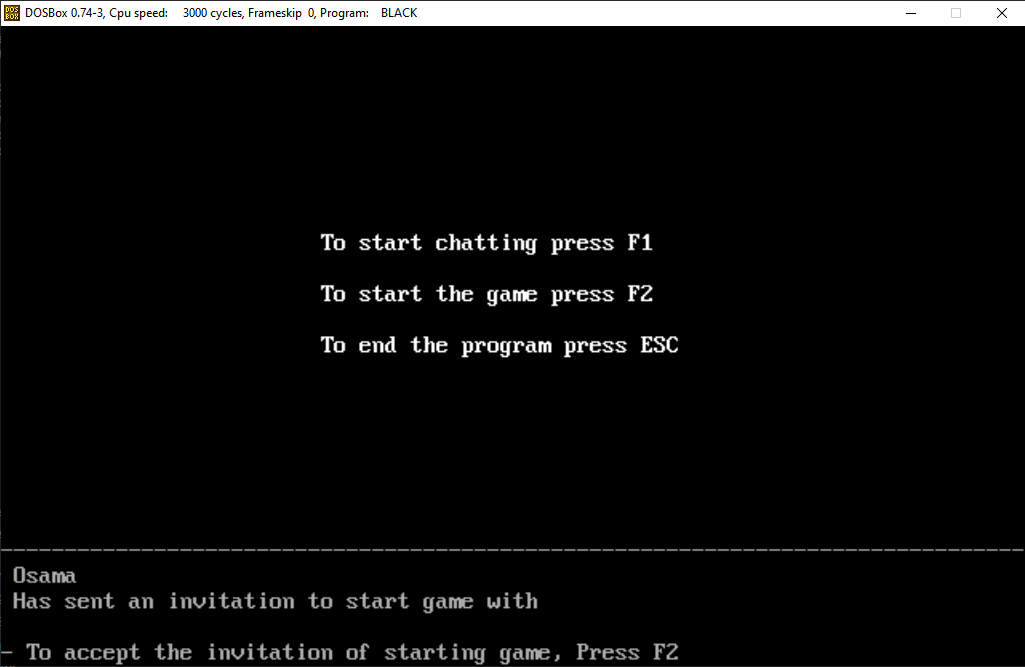 DOSBox 0.74-3, Cpu speed: 3000 cycles, Frameskip 0, Program: BLACK
To start chatting press F1
To start the game press F2
To end the program press ESC
Osama
Has sent an invitation to start game with
- To accept the invitation of starting game, Press F2